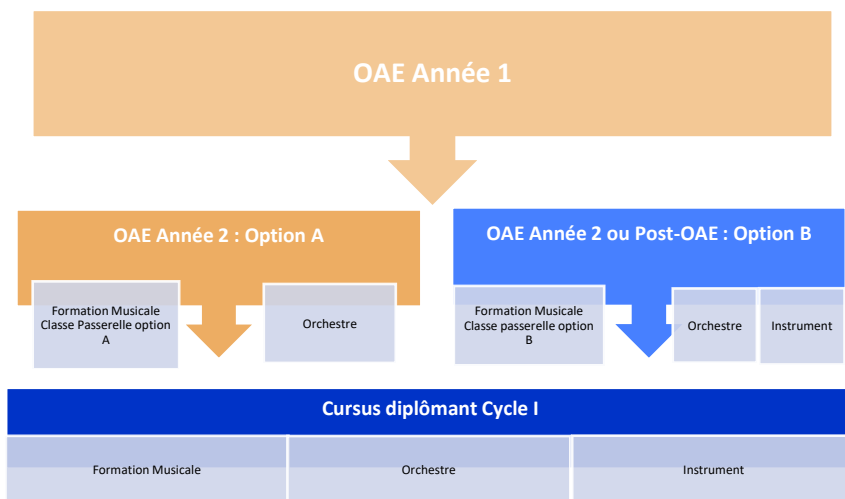 OAE Année 1
OAE Année 2 : Option A
OAE Année 2 ou Post-OAE : Option B
Formation Musicale
Classe Passerelle option
A
Orchestre
Formation Musicale
Classe passerelle option
B
Orchestre
Instrument
Cursus diplômant Cycle I
Formation Musicale
Orchestre
Instrument